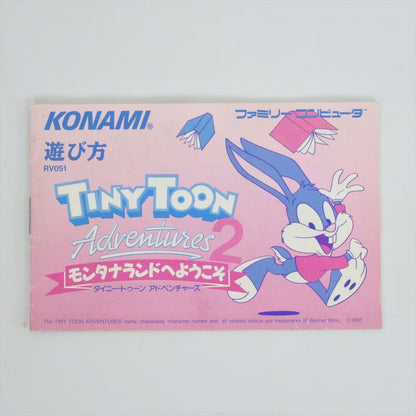 KONAMI®
ファミリーコンピュータ
遊び方
RV051
TINY TOON
Adventures 2
モンタナランドへようこそ
タイニー・トゥーン アドベンチャーズ
The TINY TOON ADVENTURES name, characters, character names and all related indicia are trademarks of Warner Bros., ©1992